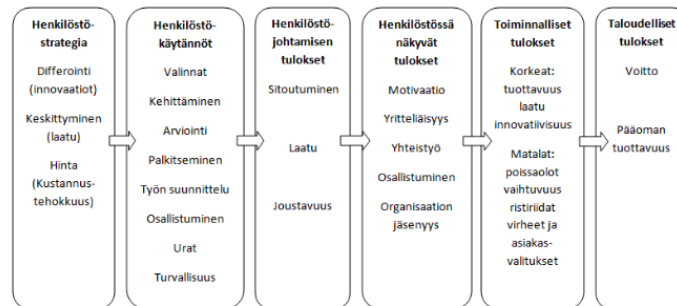 Henkilöstö-
strategia
Differointi
(innovaatiot)
Keskittyminen
(laatu)
Hinta
(Kustannus-
tehokkuus)
Henkilöstö-
käytännöt
Valinnat
Kehittäminen
Arviointi
Palkitseminen
Työn suunnittelu
Osallistuminen
Urat
Turvallisuus
Henkilöstö-
johtamisen
tulokset
Sitoutuminen
Laatu
Joustavuus
Henkilöstössä
näkyvät
tulokset
Motivaatio
Yritteliäisyys
Yhteistyö
Osallistuminen
Organisaation
jäsenyys
Toiminnalliset
tulokset
Korkeat:
tuottavuus
laatu
innovatiivisuus
Matalat:
poissaolot
vaihtuvuus
ristiriidat
virheet ja
asiakas-
valitukset
Taloudelliset
tulokset
Voitto
Pääoman
tuottavuus